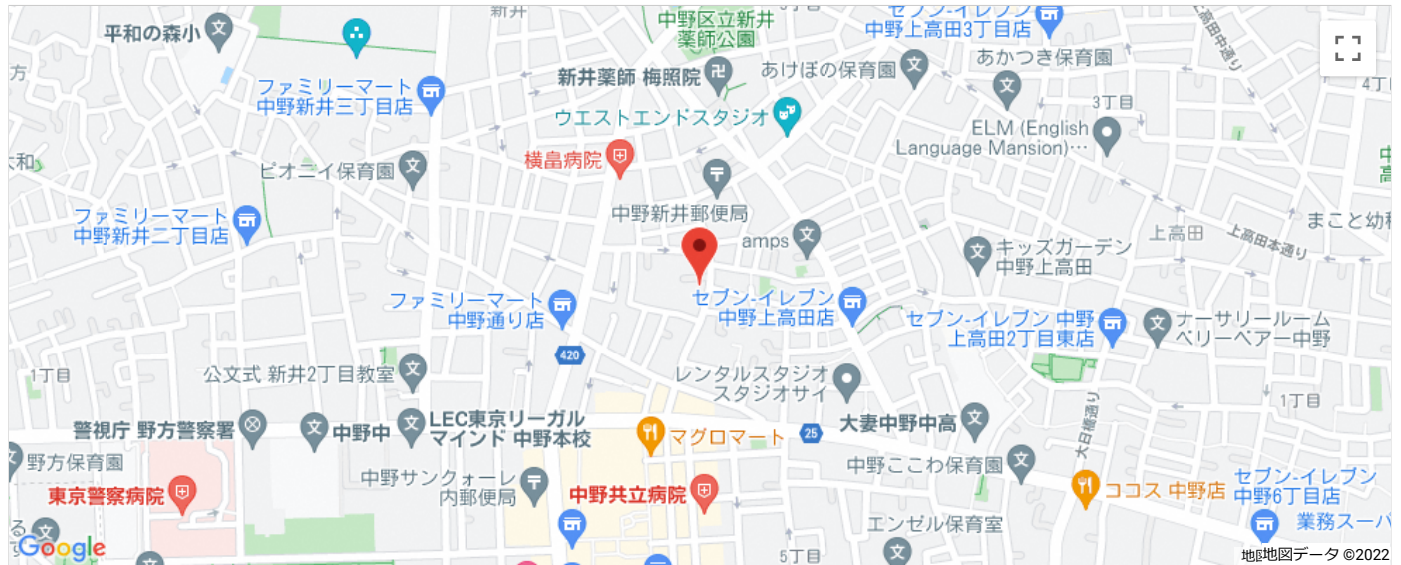 新井
5丁目
セブン-イレブン
中野上高田3丁目店
中野区立新井
薬師公園
平和の森小
上高田中通り
方
ファミリーマート
中野新井三丁目店
新井薬師 梅照院
あけぼの保育園
あかつき保育園
4丁
3丁目
ウエストエンドスタジオ
ELM (English
Language Mansion)…
横畠病院
ピオニイ保育園
中野新井郵便局
ファミリーマート
中野新井二丁目店
amps
キッズガーデン
中野上高田
上高田
上高田本通り
まこと幼稚
セブン-イレブン
中野上高田店
ファミリーマート
中野通り店
420
セブン-イレブン 中野
上高田2丁目東店
ナーサリールーム
ベリーベアー中野
1丁目
公文式 新井2丁目教室
レンタルスタジオ
スタジオサイ
1丁目
大日橋通り
警視庁 野方警察署
中野中
LEC東京リーガル
マインド 中野本校
マグロマート
25
大妻中野中高
野方保育園
東京警察病院
中野サンクォーレ
内郵便局
中野共立病院
中野ここわ保育園
ココス 中野店
セブン-イレブン
中野6丁目店
業務スーパ
エンゼル保育室
5丁目
Google
地図データ ©2022